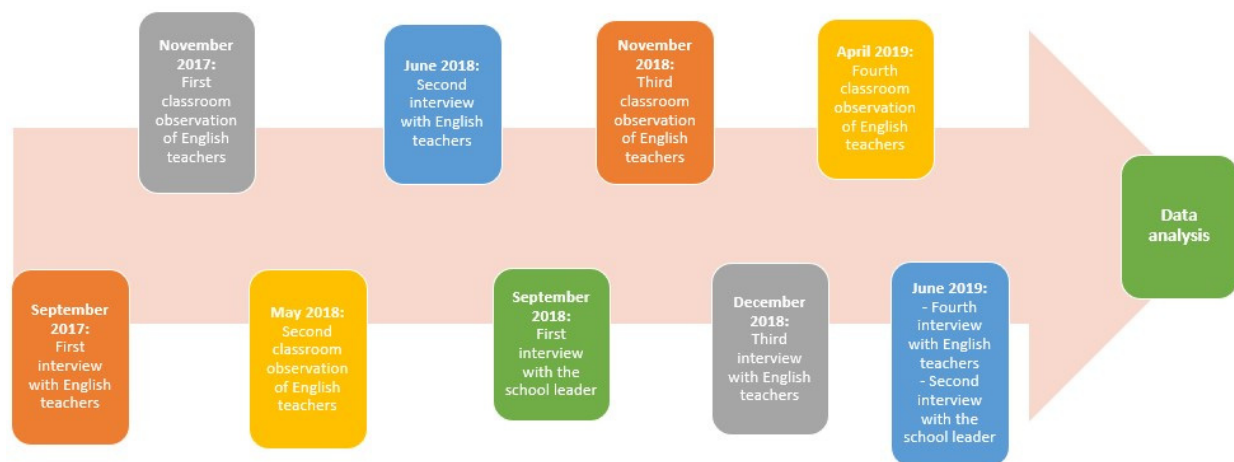 September
2017:
First
interview
with English
teachers
November
2017:
First
classroom
observation
of English
teachers
May 2018:
Second
classroom
observation
of English
teachers
June 2018:
Second
interview
with English
teachers
September
2018:
First
interview
with the
school leader
November
2018:
Third
classroom
observation
of English
teachers
December
2018:
Third
interview
with English
teachers
April 2019:
Fourth
classroom
observation
of English
teachers
June 2019:
- Fourth
interview
with English
teachers
- Second
interview
with the
school leader
Data
analysis